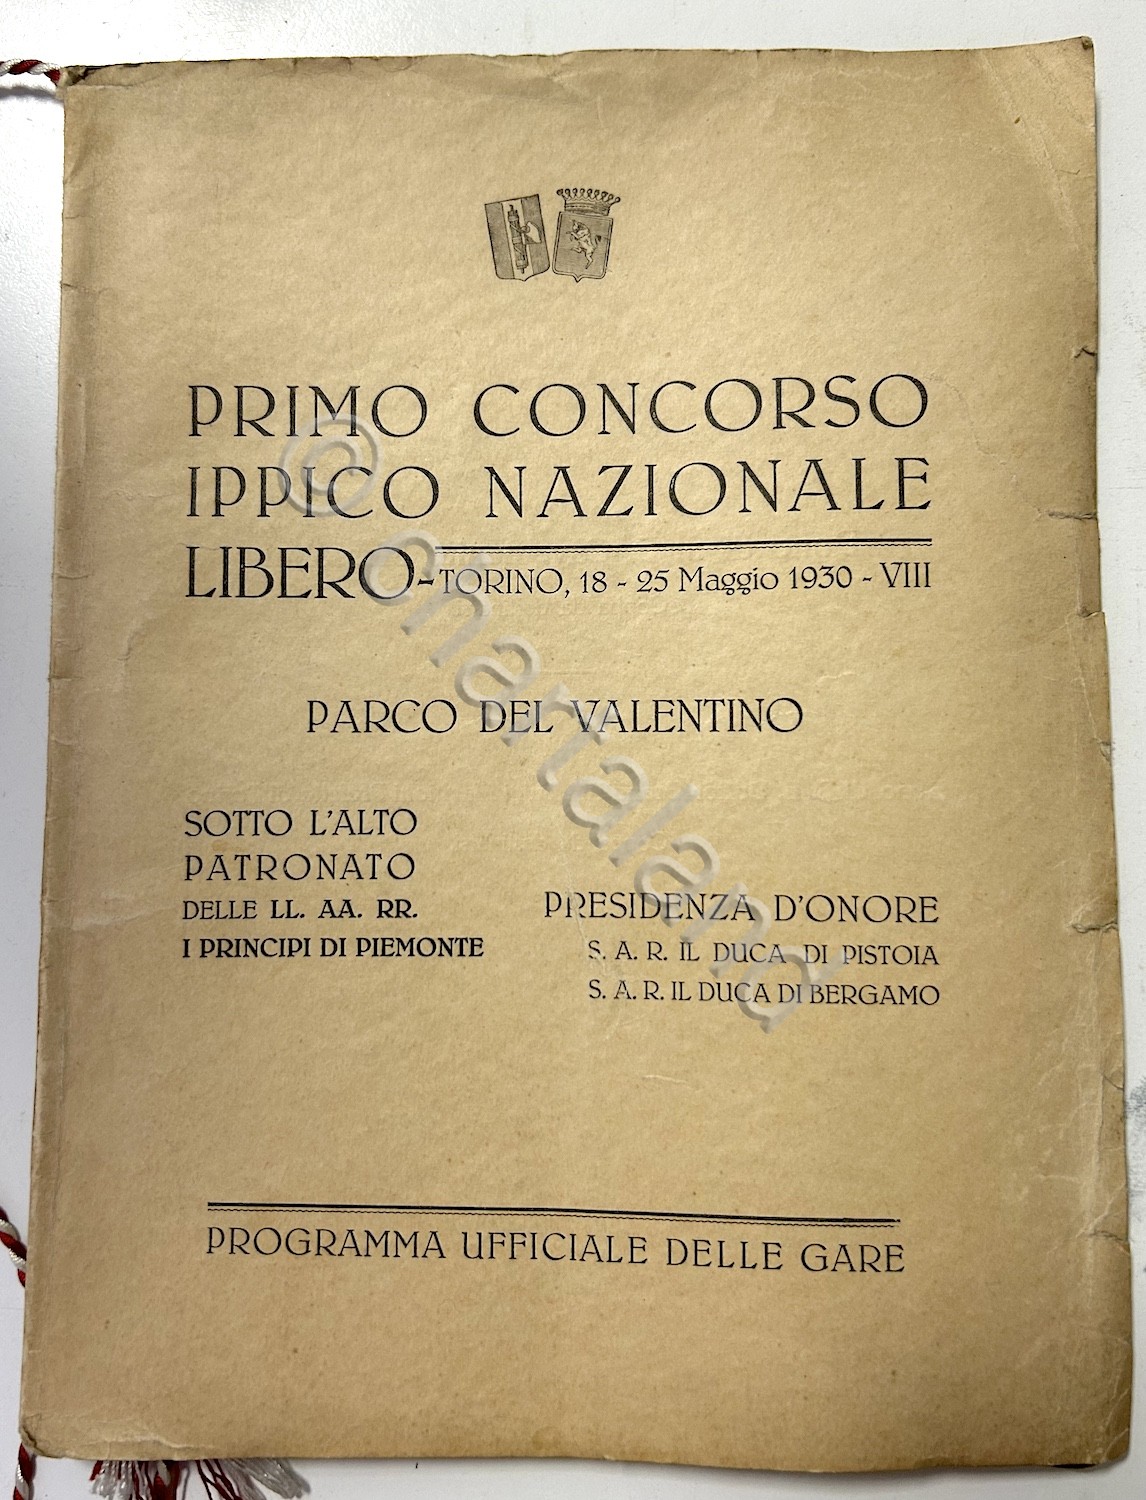 PRIMO CONCORSO
IPPICO NAZIONALE
LIBERO - TORINO, 18 - 25 Maggio 1930 - VIII
PARCO DEL VALENTINO
SOTTO L'ALTO
PATRONATO
DELLE LL. AA. RR.
I PRINCIPI DI PIEMONTE
PRESIDENZA D'ONORE
S. A. R. IL DUCA DI PISTOIA
S. A. R. IL DUCA DI BERGAMO
PROGRAMMA UFFICIALE DELLE GARE
© chartaland